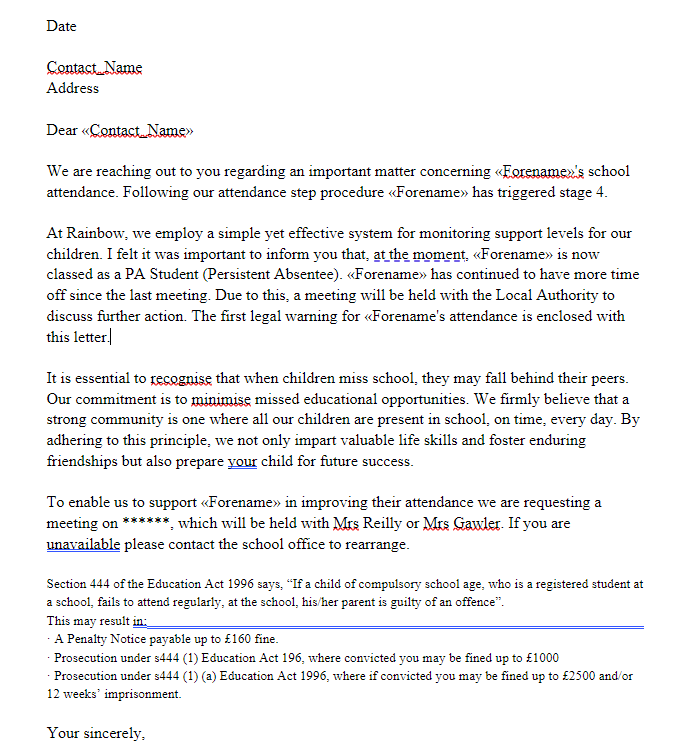 Date
Contact_Name
Address
Dear «Contact_Name»
We are reaching out to you regarding an important matter concerning «Forename»'s school
attendance. Following our attendance step procedure «Forename» has triggered stage 4.
At Rainbow, we employ a simple yet effective system for monitoring support levels for our
children. I felt it was important to inform you that, at the moment, «Forename» is now
classed as a PA Student (Persistent Absentee). «Forename» has continued to have more time
off since the last meeting. Due to this, a meeting will be held with the Local Authority to
discuss further action. The first legal warning for «Forename's attendance is enclosed with
this letter.
It is essential to recognise that when children miss school, they may fall behind their peers.
Our commitment is to minimise missed educational opportunities. We firmly believe that a
strong community is one where all our children are present in school, on time, every day. By
adhering to this principle, we not only impart valuable life skills and foster enduring
friendships but also prepare your child for future success.
To enable us to support «Forename» in improving their attendance we are requesting a
meeting on ******, which will be held with Mrs Reilly or Mrs Gawler. If you are
unavailable please contact the school office to rearrange.
Section 444 of the Education Act 1996 says, “If a child of compulsory school age, who is a registered student at
a school, fails to attend regularly, at the school, his/her parent is guilty of an offence”.
This may result in:
· A Penalty Notice payable up to £160 fine.
· Prosecution under s444 (1) Education Act 196, where convicted you may be fined up to £1000
· Prosecution under s444 (1) (a) Education Act 1996, where if convicted you may be fined up to £2500 and/or
12 weeks’ imprisonment.
Your sincerely,